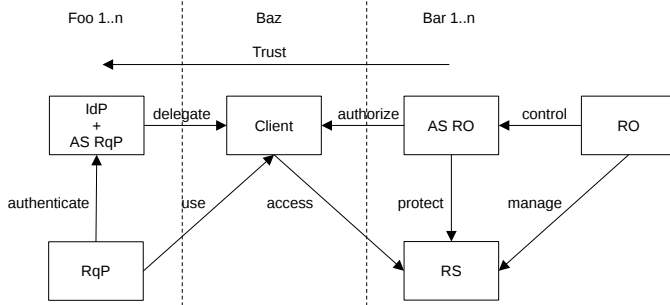 Foo 1..n
Baz
Bar 1..n
Trust
IdP
+
AS RqP
delegate
Client
authorize
AS RO
control
RO
authenticate
use
access
protect
manage
RqP
RS